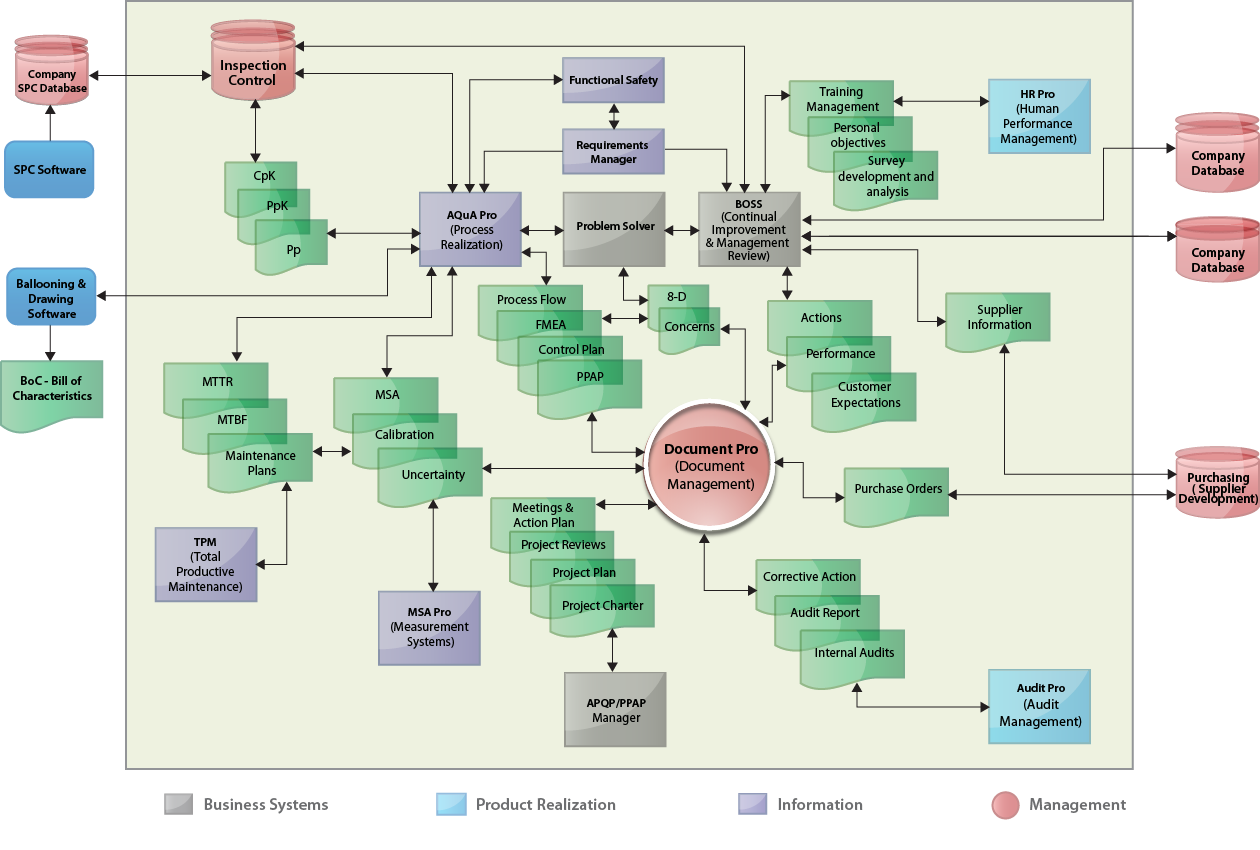 Company
SPC Database
SPC Software
Ballooning &
Drawing
Software
BoC - Bill of
Characteristics
Inspection
Control
CpK
PpK
Pp
Functional Safety
Requirements
Manager
AQuA Pro
(Process
Realization)
Problem Solver
BOSS
(Continual
Improvement
& Management
Review)
Training
Management
Personal
objectives
Survey
development and
analysis
HR Pro
(Human
Performance
Management)
Company
Database
Company
Database
Process Flow
FMEA
Control Plan
PPAP
8-D
Concerns
Actions
Performance
Customer
Expectations
Supplier
Information
MTTR
MTBF
Maintenance
Plans
MSA
Calibration
Uncertainty
Document Pro
(Document
Management)
Purchase Orders
Purchasing
( Supplier
Development)
TPM
(Total
Productive
Maintenance)
MSA Pro
(Measurement
Systems)
Meetings &
Action Plan
Project Reviews
Project Plan
Project Charter
APQP/PPAP
Manager
Corrective Action
Audit Report
Internal Audits
Audit Pro
(Audit
Management)
Business Systems
Product Realization
Information
Management